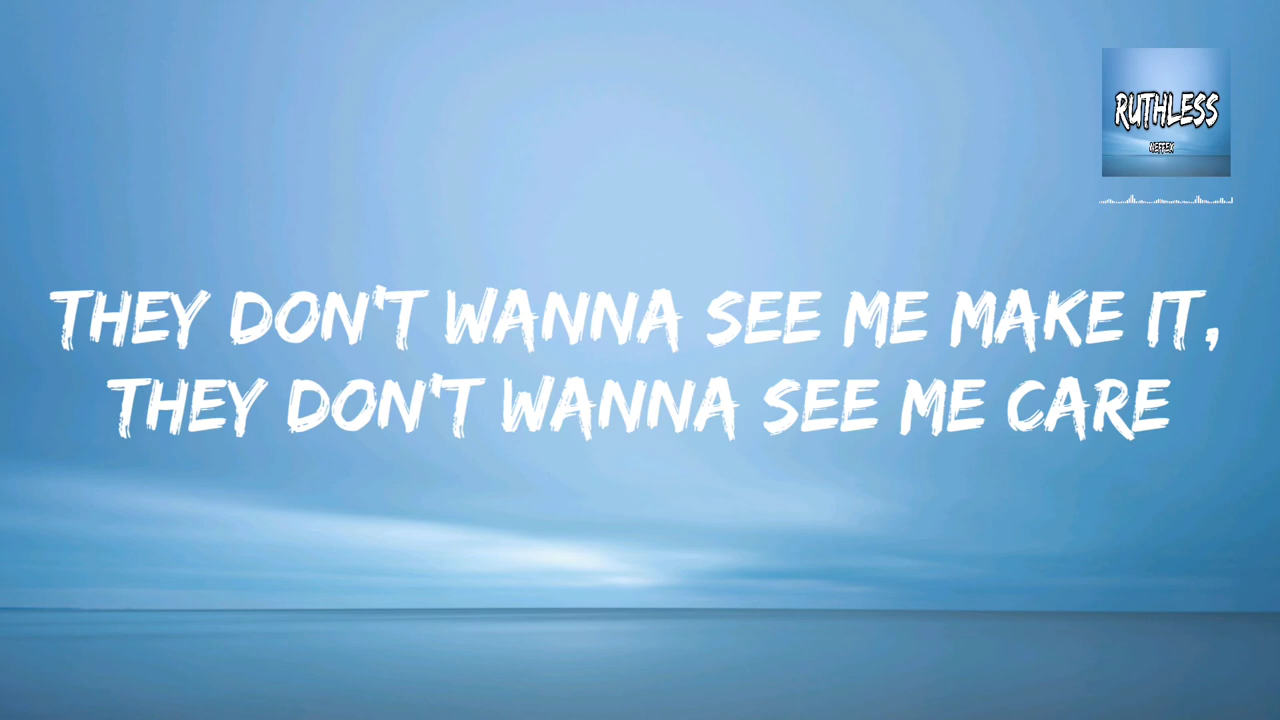 RUTHLESS
NEFFEX
THEY DON'T WANNA SEE ME MAKE IT,
THEY DON'T WANNA SEE ME CARE